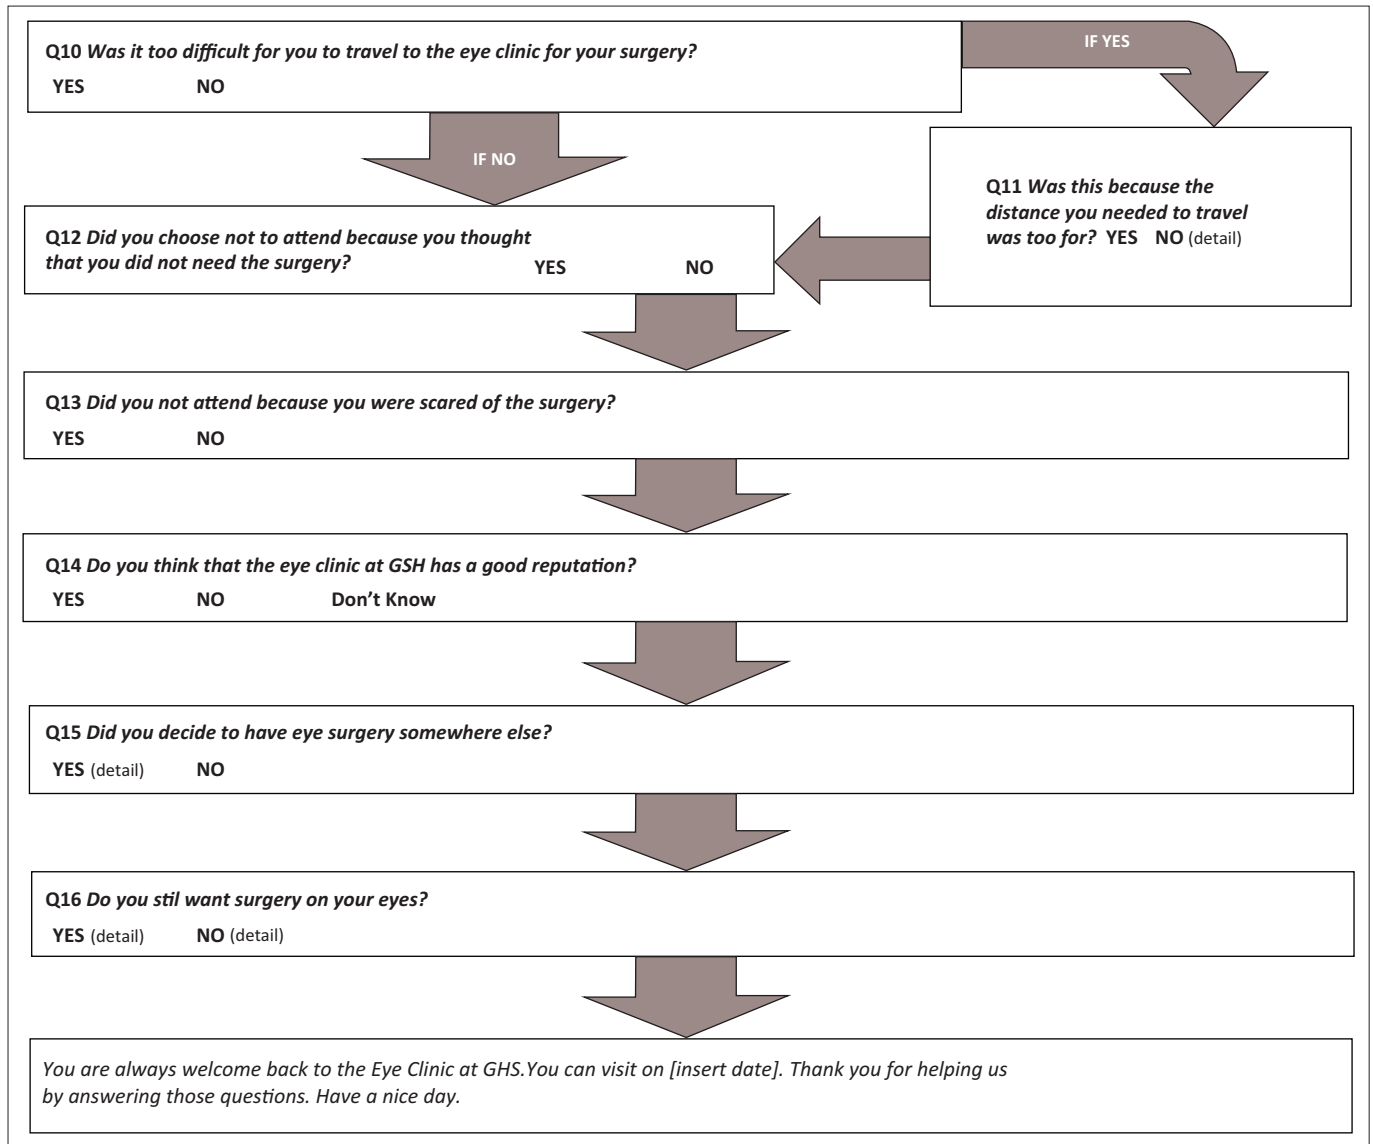 Q10 Was it too difficult for you to travel to the eye clinic for your surgery?
YES NO
IF YES
IF NO
Q11 Was this because the
distance you needed to travel
was too for? YES NO (detail)
Q12 Did you choose not to attend because you thought
that you did not need the surgery? YES NO
Q13 Did you not attend because you were scared of the surgery?
YES NO
Q14 Do you think that the eye clinic at GSH has a good reputation?
YES NO Don't Know
Q15 Did you decide to have eye surgery somewhere else?
YES (detail) NO
Q16 Do you stil want surgery on your eyes?
YES (detail) NO (detail)
You are always welcome back to the Eye Clinic at GHS.You can visit on [insert date]. Thank you for helping us
by answering those questions. Have a nice day.